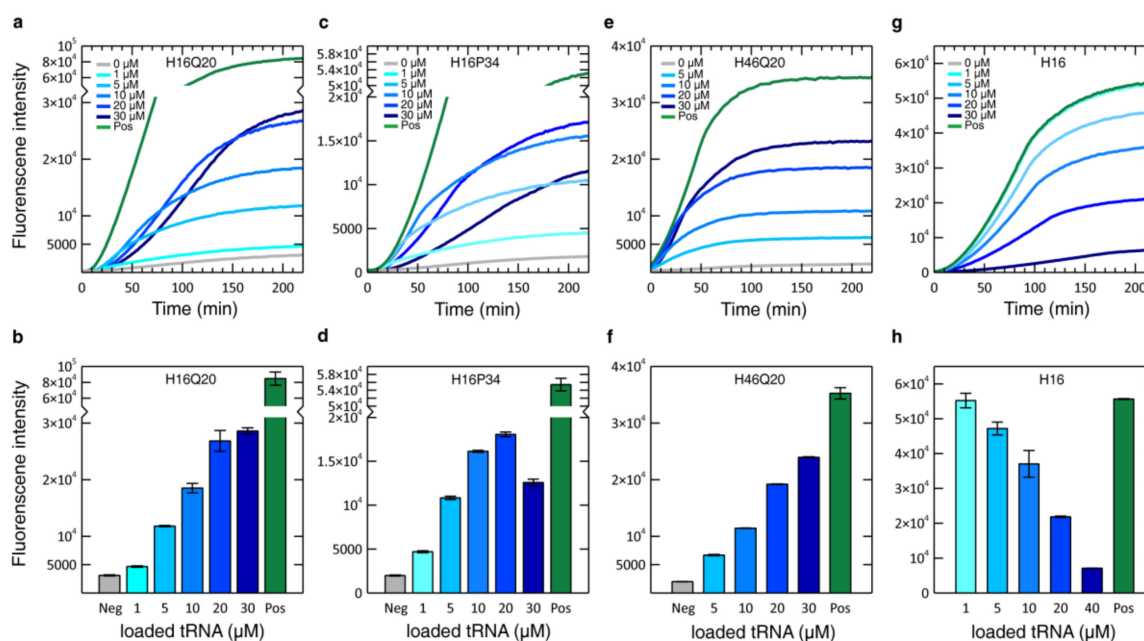 a
Fluorenscene intensity
H16Q20
10⁵
8×10⁴
6×10⁴
3×10⁴
2×10⁴
10⁴
5000
0 µM
1 µM
5 µM
10 µM
20 µM
30 µM
Pos
0 50 100 150 200
Time (min)
c
H16P34
5.8×10⁴
5.4×10⁴
5×10⁴
2×10⁴
1.5×10⁴
10⁴
5000
0
0 µM
1 µM
5 µM
10 µM
20 µM
30 µM
Pos
0 50 100 150 200
Time (min)
e
H46Q20
4×10⁴
3×10⁴
2×10⁴
10⁴
5000
0 µM
5 µM
10 µM
20 µM
30 µM
Pos
0 50 100 150 200
Time (min)
g
H16
6×10⁴
5×10⁴
4×10⁴
3×10⁴
2×10⁴
10⁴
0
0 µM
1 µM
5 µM
10 µM
20 µM
30 µM
Pos
0 50 100 150 200
Time (min)
b
Fluorenscene intensity
H16Q20
10⁵
8×10⁴
6×10⁴
3×10⁴
2×10⁴
10⁴
5000
Neg 1 5 10 20 30 Pos
loaded tRNA (µM)
d
H16P34
5.8×10⁴
5.4×10⁴
5×10⁴
2×10⁴
1.5×10⁴
10⁴
5000
0
Neg 1 5 10 20 30 Pos
loaded tRNA (µM)
f
H46Q20
4×10⁴
3×10⁴
2×10⁴
10⁴
5000
Neg 5 10 20 30 Pos
loaded tRNA (µM)
h
H16
6×10⁴
5×10⁴
4×10⁴
3×10⁴
2×10⁴
10⁴
0
1 5 10 20 40 Pos
loaded tRNA (µM)